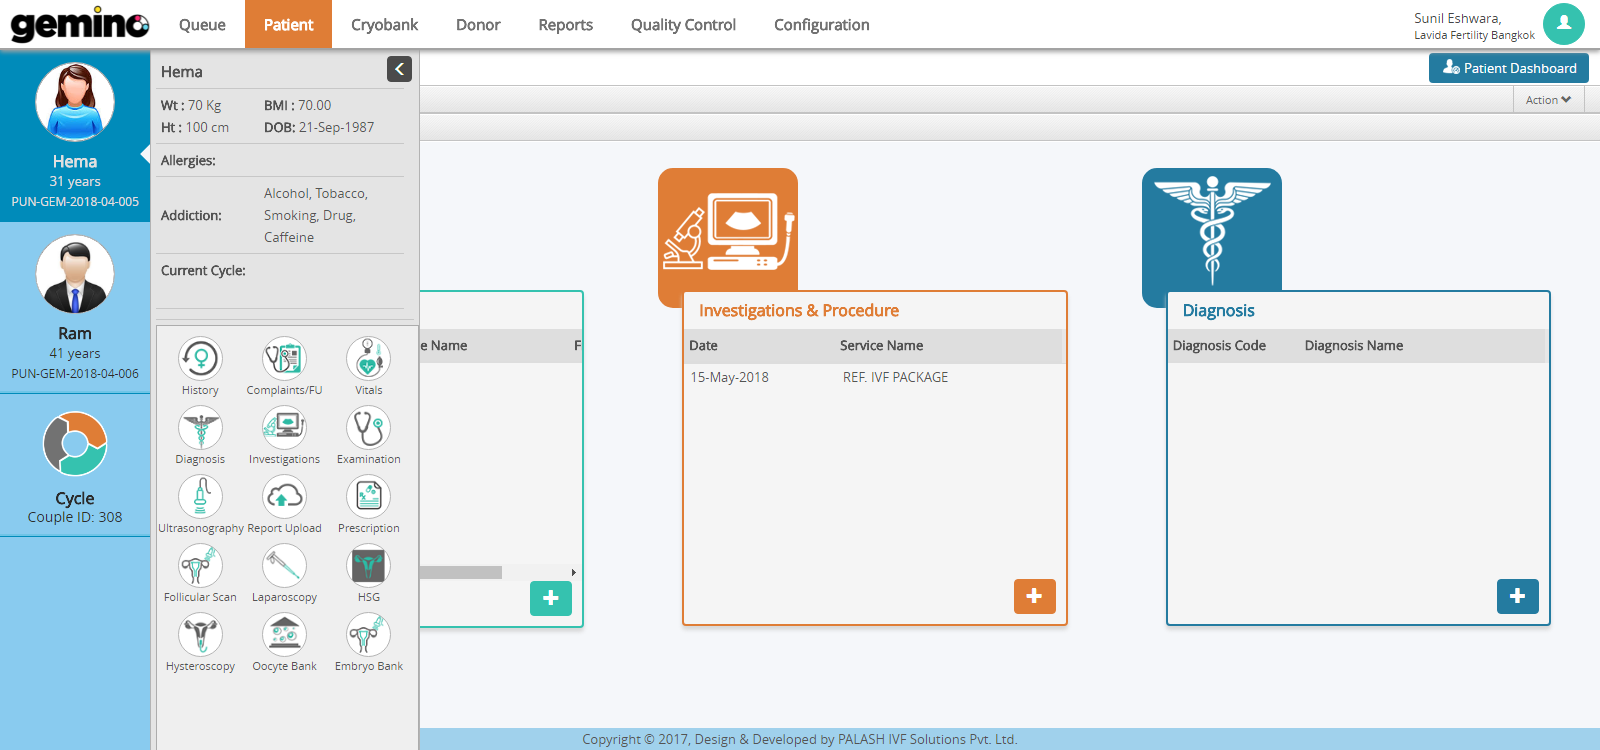 gemino
Queue
Patient
Cryobank
Donor
Reports
Quality Control
Configuration
Sunil Eshwara,
Lavida Fertility Bangkok
Hema
31 years
PUN-GEM-2018-04-005
Ram
41 years
PUN-GEM-2018-04-006
Cycle
Couple ID: 308
Hema
Wt : 70 Kg BMI : 70.00
Ht : 100 cm DOB: 21-Sep-1987
Allergies:
Addiction:
Alcohol, Tobacco,
Smoking, Drug,
Caffeine
Current Cycle:
History Complaints/FU Vitals
Diagnosis Investigations Examination
Ultrasonography Report Upload Prescription
Follicular Scan Laparoscopy HSG
Hysteroscopy Oocyte Bank Embryo Bank
Patient Dashboard
Action
e Name F
Investigations & Procedure
Date Service Name
15-May-2018 REF. IVF PACKAGE
Diagnosis
Diagnosis Code Diagnosis Name
Copyright © 2017, Design & Developed by PALASH IVF Solutions Pvt. Ltd.